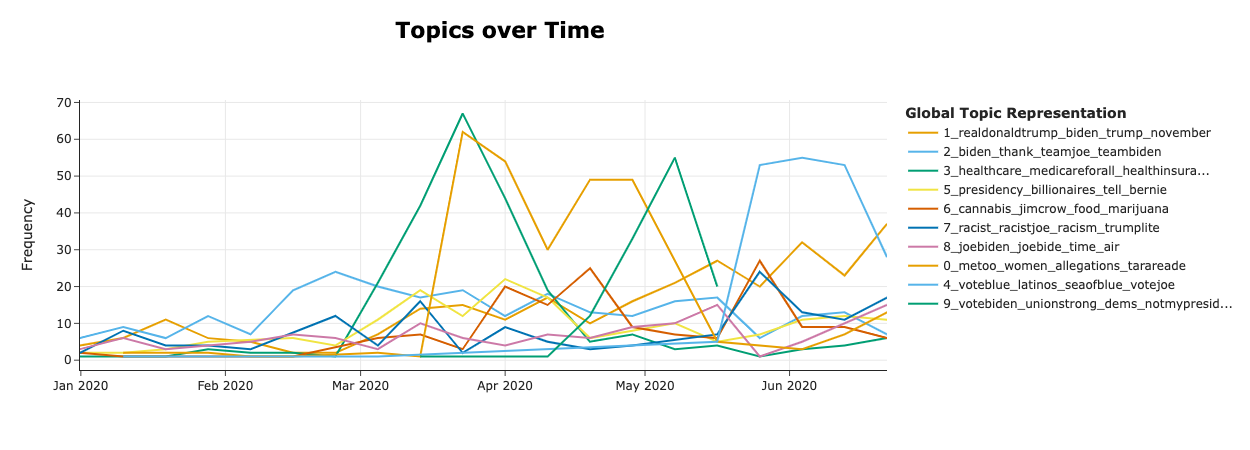 Topics over Time
70
60
50
40
30
20
10
0
Frequency
Jan 2020
Feb 2020
Mar 2020
Apr 2020
May 2020
Jun 2020
Global Topic Representation
1_realdonaldtrump_biden_trump_november
2_biden_thank_teamjoe_teambiden
3_healthcare_medicareforall_healthinsura...
5_presidency_billionaires_tell_bernie
6_cannabis_jimcrow_food_marijuana
7_racist_racistjoe_racism_trumplite
8_joebiden_joebide_time_air
0_metoo_women_allegations_tarareade
4_voteblue_latinos_seaofblue_votejoe
9_votebiden_unionstrong_dems_notmypresid...